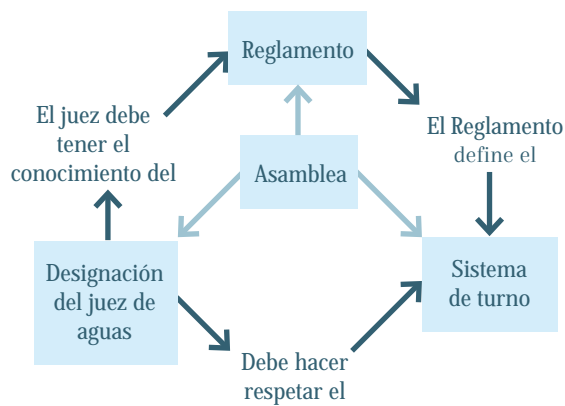 Reglamento
El juez debe
tener el
conocimiento del
El Reglamento
define el
Asamblea
Designación
del juez de
aguas
Sistema
de turno
Debe hacer
respetar el